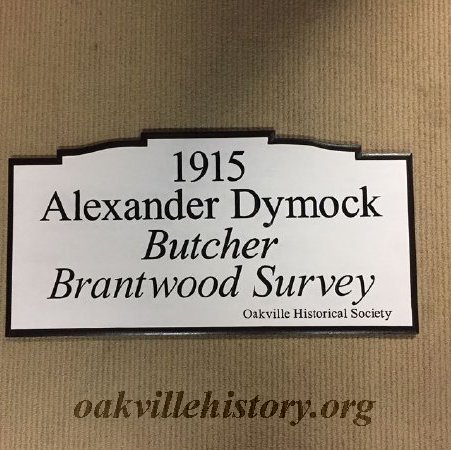 1915
Alexander Dymock
Butcher
Brantwood Survey
Oakville Historical Society
oakvillehistory.org